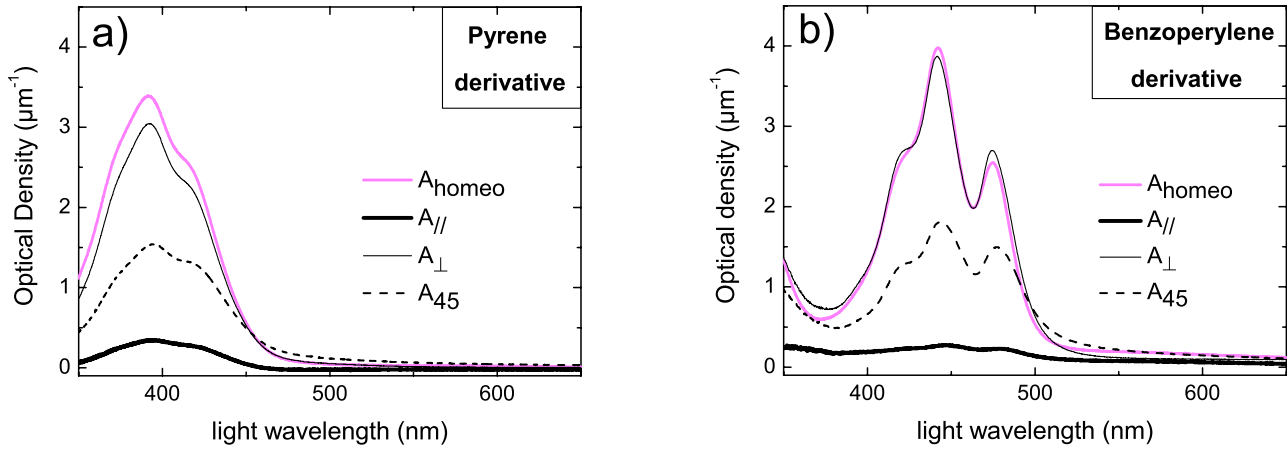 a)
Pyrene
derivative
Optical Density (µm⁻¹)
4
3
2
1
0
A_homeo
A_//
A_⊥
A_45
400
500
600
light wavelength (nm)
b)
Benzoperylene
derivative
Optical density (µm⁻¹)
4
3
2
1
0
A_homeo
A_//
A_⊥
A_45
400
500
600
light wavelength (nm)